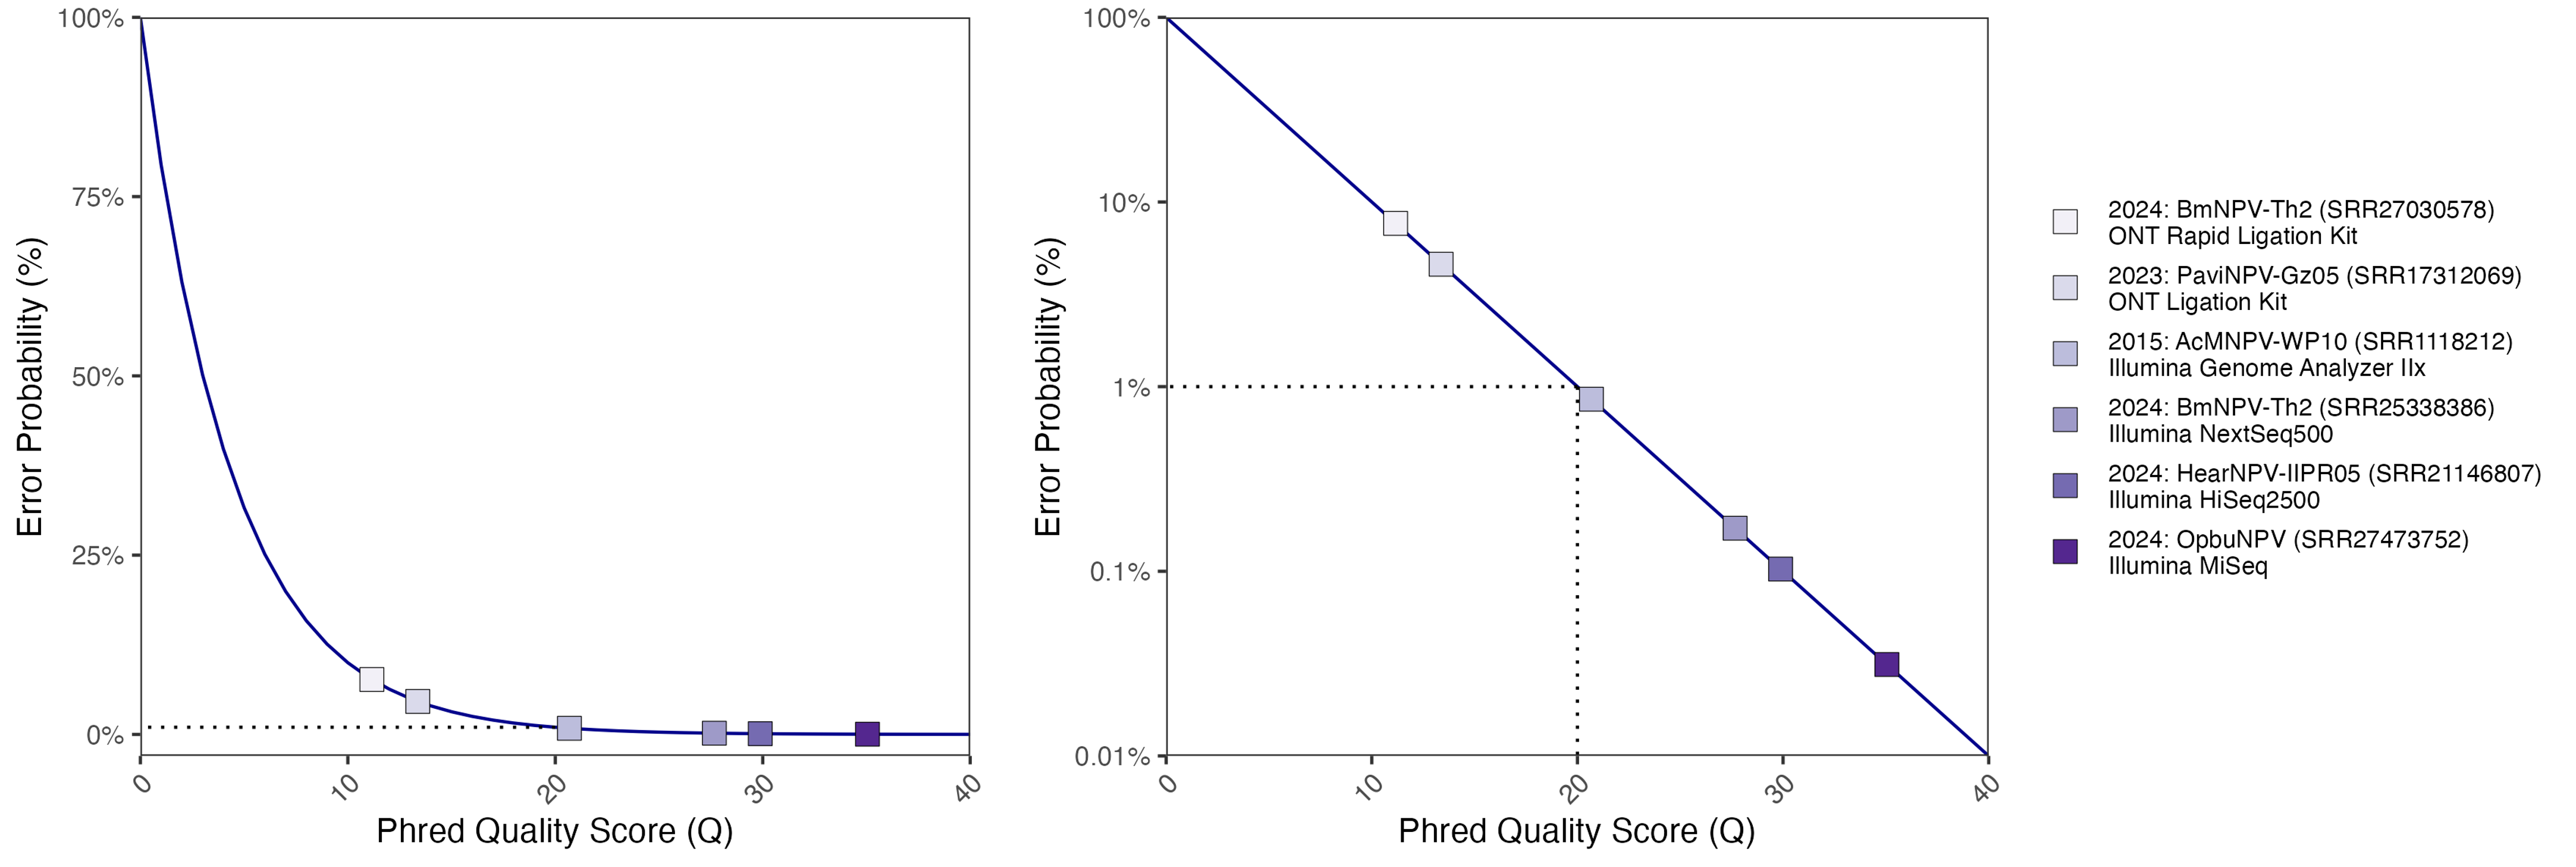 100%
75%
50%
25%
0%
Error Probability (%)
0
10
20
30
40
Phred Quality Score (Q)
100%
10%
1%
0.1%
0.01%
Error Probability (%)
0
10
20
30
40
Phred Quality Score (Q)
2024: BmNPV-Th2 (SRR27030578)
ONT Rapid Ligation Kit
2023: PaviNPV-Gz05 (SRR17312069)
ONT Ligation Kit
2015: AcMNPV-WP10 (SRR1118212)
Illumina Genome Analyzer IIx
2024: BmNPV-Th2 (SRR25338386)
Illumina NextSeq500
2024: HearNPV-IIPR05 (SRR21146807)
Illumina HiSeq2500
2024: OpbuNPV (SRR27473752)
Illumina MiSeq